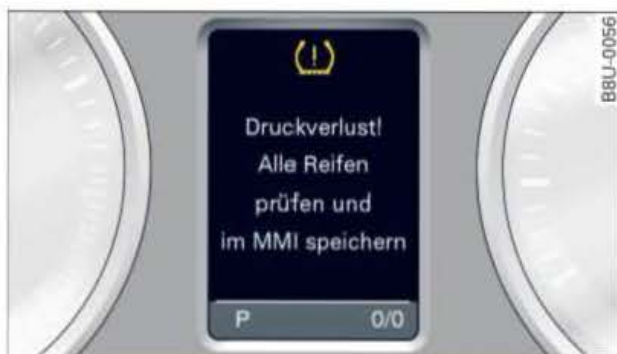 Druckverlust!
Alle Reifen
prüfen und
im MMI speichern
P 0/0
B8U-0056